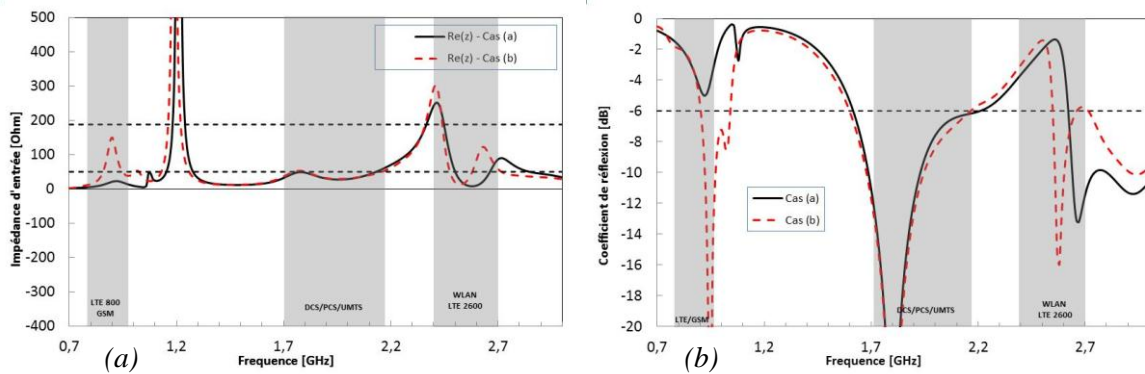 Impédance d'entrée [Ohm]
500
400
300
200
100
0
-100
-200
-300
-400
Re(z) - Cas (a)
Re(z) - Cas (b)
LTE 800
GSM
DCS/PCS/UMTS
WLAN
LTE 2600
0,7
1,2
1,7
2,2
2,7
Frequence [GHz]
(a)
Coefficient de réflexion [dB]
0
-2
-4
-6
-8
-10
-12
-14
-16
-18
-20
Cas (a)
Cas (b)
LTE/GSM
DCS/PCS/UMTS
WLAN
LTE 2600
0,7
1,2
1,7
2,2
2,7
Frequence [GHz]
(b)